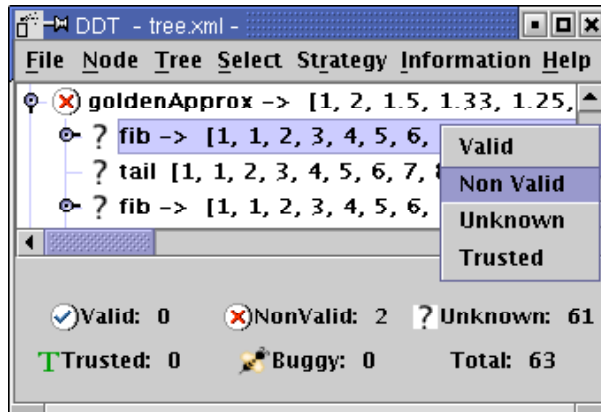 DDT - tree.xml -
File Node Tree Select Strategy Information Help
goldenApprox -> [1, 2, 1.5, 1.33, 1.25,
? fib -> [1, 1, 2, 3, 4, 5, 6,
? tail [1, 1, 2, 3, 4, 5, 6, 7,
? fib -> [1, 1, 2, 3, 4, 5, 6,
Valid
Non Valid
Unknown
Trusted
Valid: 0 NonValid: 2 ? Unknown: 61
T Trusted: 0 Buggy: 0 Total: 63